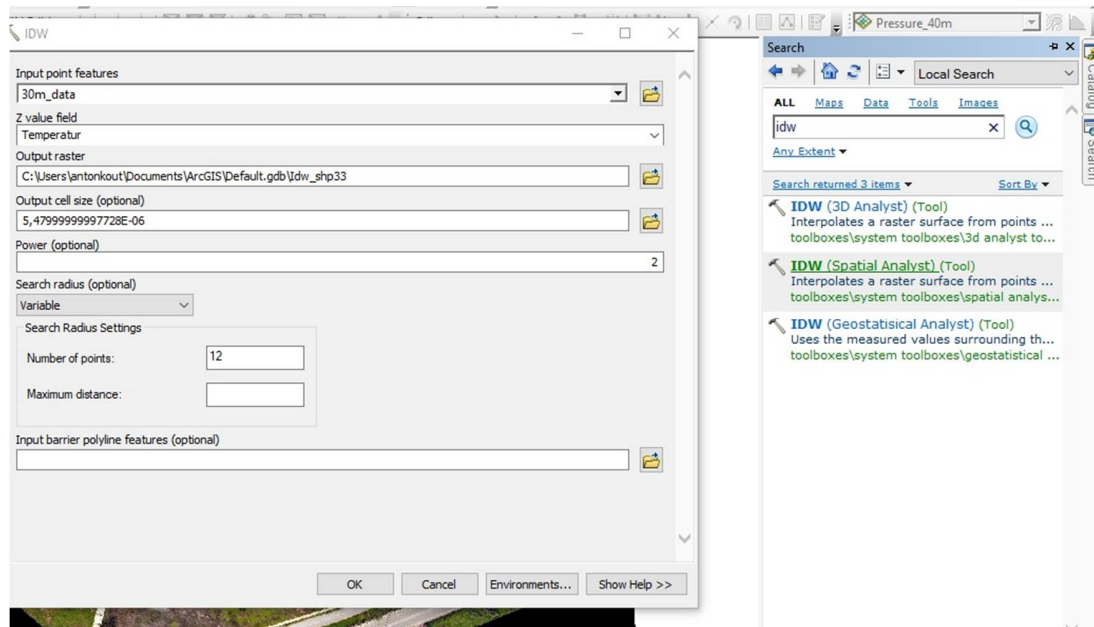 IDW
Input point features
30m_data
Z value field
Temperatur
Output raster
C:\Users\antonkout\Documents\ArcGIS\Default.gdb\Idw_shp33
Output cell size (optional)
5,47999999997728E-06
Power (optional)
2
Search radius (optional)
Variable
Search Radius Settings
Number of points:
12
Maximum distance:
Input barrier polyline features (optional)
OK
Cancel
Environments...
Show Help >>
Pressure_40m
Search
Local Search
ALL Maps Data Tools Images
idw
Any Extent
Search returned 3 items
Sort By
IDW (3D Analyst) (Tool)
Interpolates a raster surface from points ...
toolboxes\system toolboxes\3d analyst to...
IDW (Spatial Analyst) (Tool)
Interpolates a raster surface from points ...
toolboxes\system toolboxes\spatial analys...
IDW (Geostatisical Analyst) (Tool)
Uses the measured values surrounding th...
toolboxes\system toolboxes\geostatistical ...
Catalog
Search